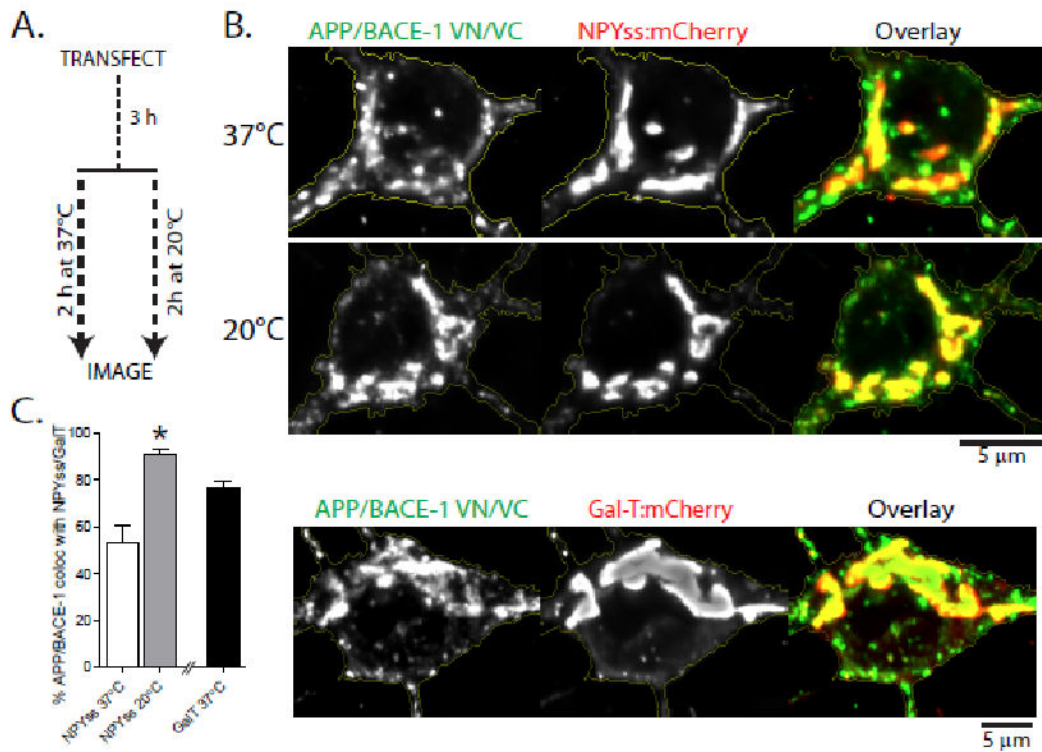 A.
TRANSFECT
3 h
2 h at 37°C
2h at 20°C
IMAGE
B.
APP/BACE-1 VN/VC
NPYss:mCherry
Overlay
37°C
20°C
5 µm
APP/BACE-1 VN/VC
Gal-T:mCherry
Overlay
5 µm
C.
% APP/BACE-1 coloc with NPYss/GalT
100
80
60
40
20
0
*
NPYss 37°C
NPYss 20°C
GalT 37°C